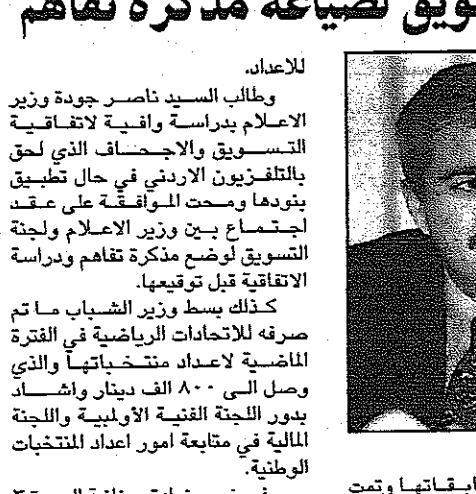 لصياغة مذكرة تفاهم
للاعداد.
وطالب السيد ناصر جودة وزير
الاعلام بدراسة وافية لاتفاقية
التسويق والاجحاف الذي لحق
بالتلفزيون الاردني في حال تطبيق
بنودها ومحت الموافقة على عقد
اجتماع بين وزير الاعلام ولجنة
التسويق لوضع مذكرة تفاهم ودراسة
الاتفاقية قبل توقيعها.
كذلك بسط وزير الشباب ما تم
صرفه للاتحادات الرياضية في الفترة
الماضية لاعداد منتخباتها والذي
وصل الى ٨٠٠ الف دينار واشاد
بدور اللجنة الفنية الأولمبية واللجنة
المالية في متابعة امور اعداد المنتخبات
الوطنية.
وتمت